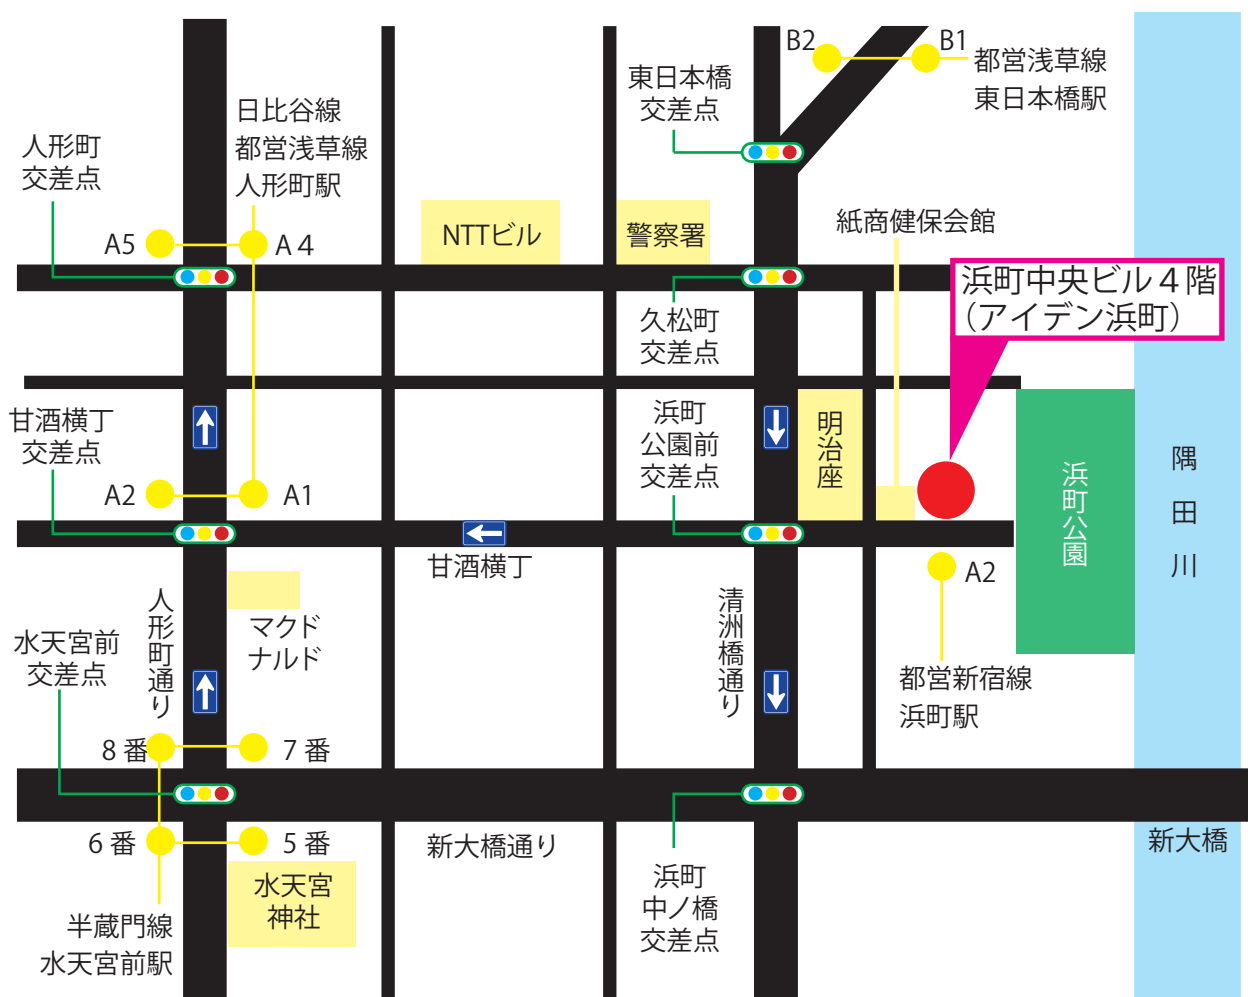 B2
B1
都営浅草線
東日本橋駅
東日本橋
交差点
日比谷線
都営浅草線
人形町駅
人形町
交差点
A5
A 4
NTTビル
警察署
紙商健保会館
浜町中央ビル４階
（アイデン浜町）
久松町
交差点
甘酒横丁
交差点
浜町
公園前
交差点
明治座
浜町公園
隅田川
A2
A1
甘酒横丁
A2
都営新宿線
浜町駅
人形町通り
マクド
ナルド
清洲橋通り
水天宮前
交差点
8 番
7 番
6 番
5 番
新大橋通り
新大橋
水天宮
神社
浜町
中ノ橋
交差点
半蔵門線
水天宮前駅